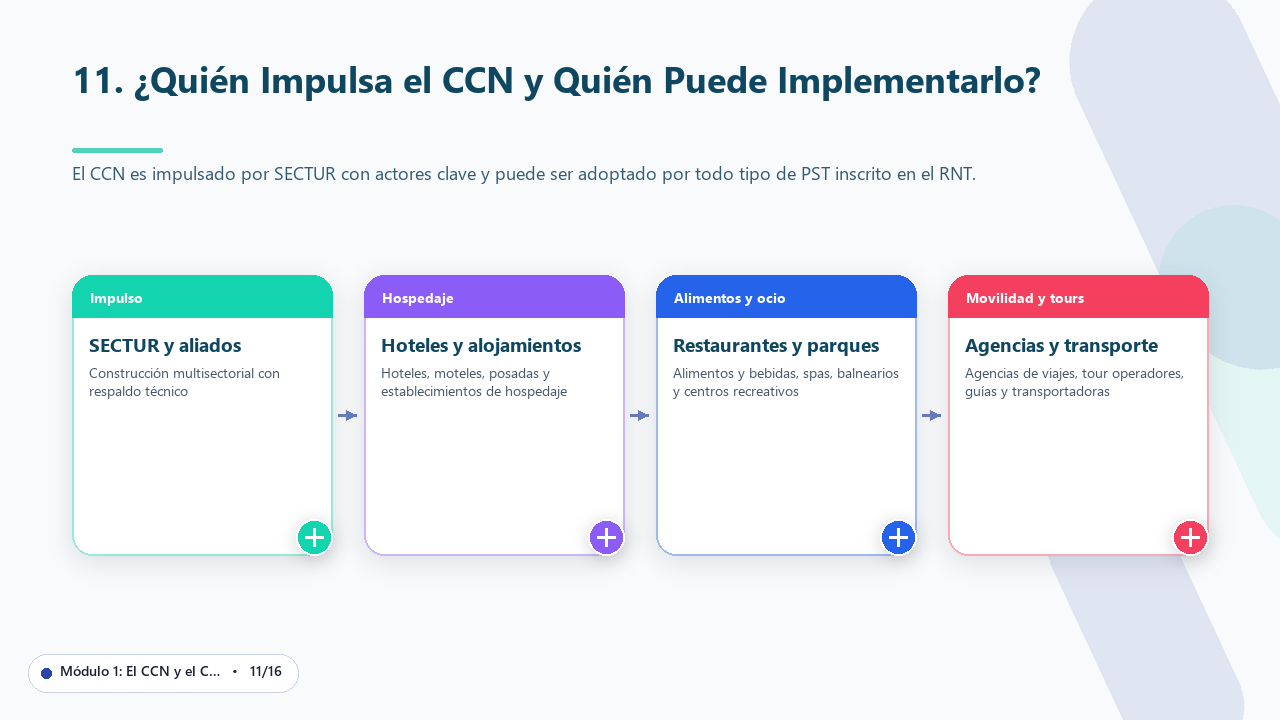 11. ¿Quién Impulsa el CCN y Quién Puede Implementarlo?
El CCN es impulsado por SECTUR con actores clave y puede ser adoptado por todo tipo de PST inscrito en el RNT.
Impulso
SECTUR y aliados
Construcción multisectorial con
respaldo técnico
Hospedaje
Hoteles y alojamientos
Hoteles, moteles, posadas y
establecimientos de hospedaje
Alimentos y ocio
Restaurantes y parques
Alimentos y bebidas, spas, balnearios
y centros recreativos
Movilidad y tours
Agencias y transporte
Agencias de viajes, tour operadores,
guías y transportadoras
Módulo 1: El CCN y el C... • 11/16